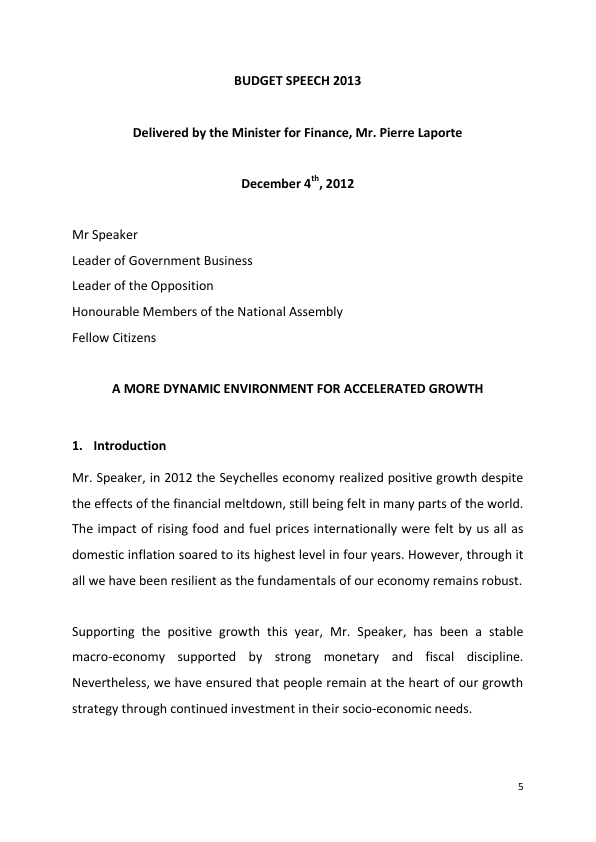 BUDGET SPEECH 2013
Delivered by the Minister for Finance, Mr. Pierre Laporte
December 4th, 2012
Mr Speaker
Leader of Government Business
Leader of the Opposition
Honourable Members of the National Assembly
Fellow Citizens
A MORE DYNAMIC ENVIRONMENT FOR ACCELERATED GROWTH
1. Introduction
Mr. Speaker, in 2012 the Seychelles economy realized positive growth despite
the effects of the financial meltdown, still being felt in many parts of the world.
The impact of rising food and fuel prices internationally were felt by us all as
domestic inflation soared to its highest level in four years. However, through it
all we have been resilient as the fundamentals of our economy remains robust.
Supporting the positive growth this year, Mr. Speaker, has been a stable
macro-economy supported by strong monetary and fiscal discipline.
Nevertheless, we have ensured that people remain at the heart of our growth
strategy through continued investment in their socio-economic needs.
5